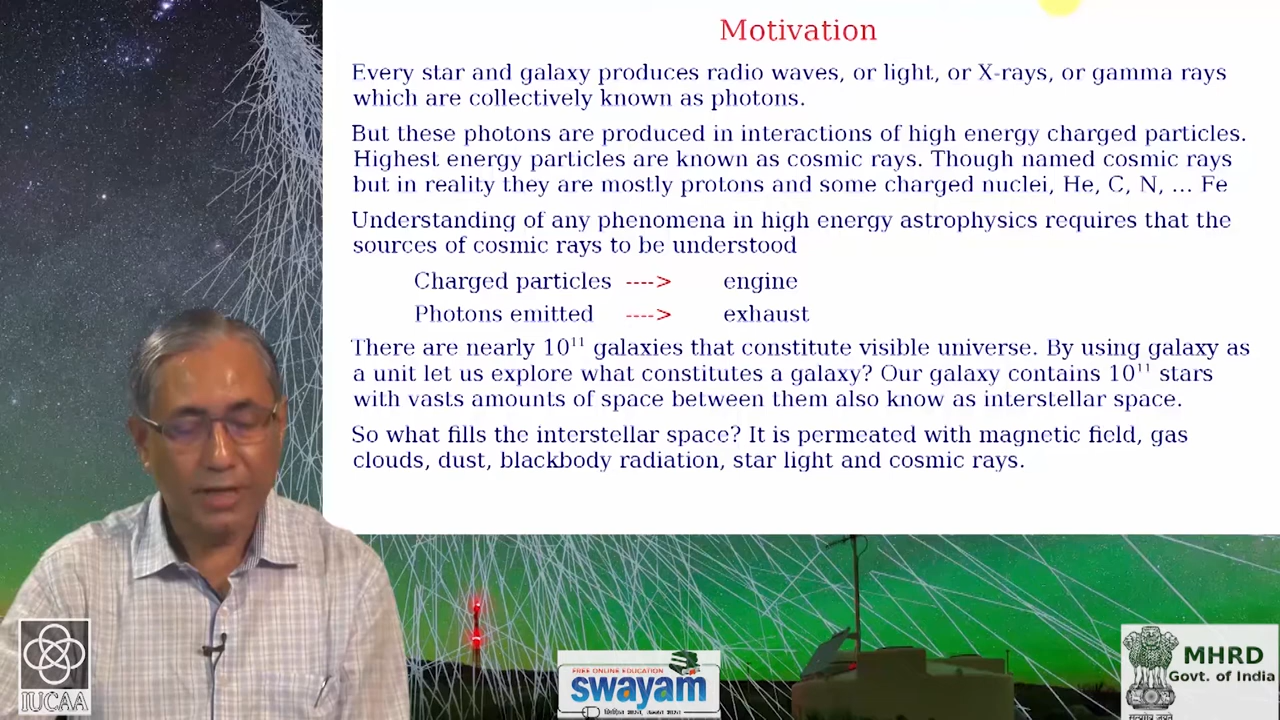 Motivation
Every star and galaxy produces radio waves, or light, or X-rays, or gamma rays
which are collectively known as photons.
But these photons are produced in interactions of high energy charged particles.
Highest energy particles are known as cosmic rays. Though named cosmic rays
but in reality they are mostly protons and some charged nuclei, He, C, N, ... Fe
Understanding of any phenomena in high energy astrophysics requires that the
sources of cosmic rays to be understood
Charged particles ----> engine
Photons emitted ----> exhaust
There are nearly 10¹¹ galaxies that constitute visible universe. By using galaxy as
a unit let us explore what constitutes a galaxy? Our galaxy contains 10¹¹ stars
with vasts amounts of space between them also know as interstellar space.
So what fills the interstellar space? It is permeated with magnetic field, gas
clouds, dust, blackbody radiation, star light and cosmic rays.
IUCAA
FREE ONLINE EDUCATION
swayam
MHRD
Govt. of India